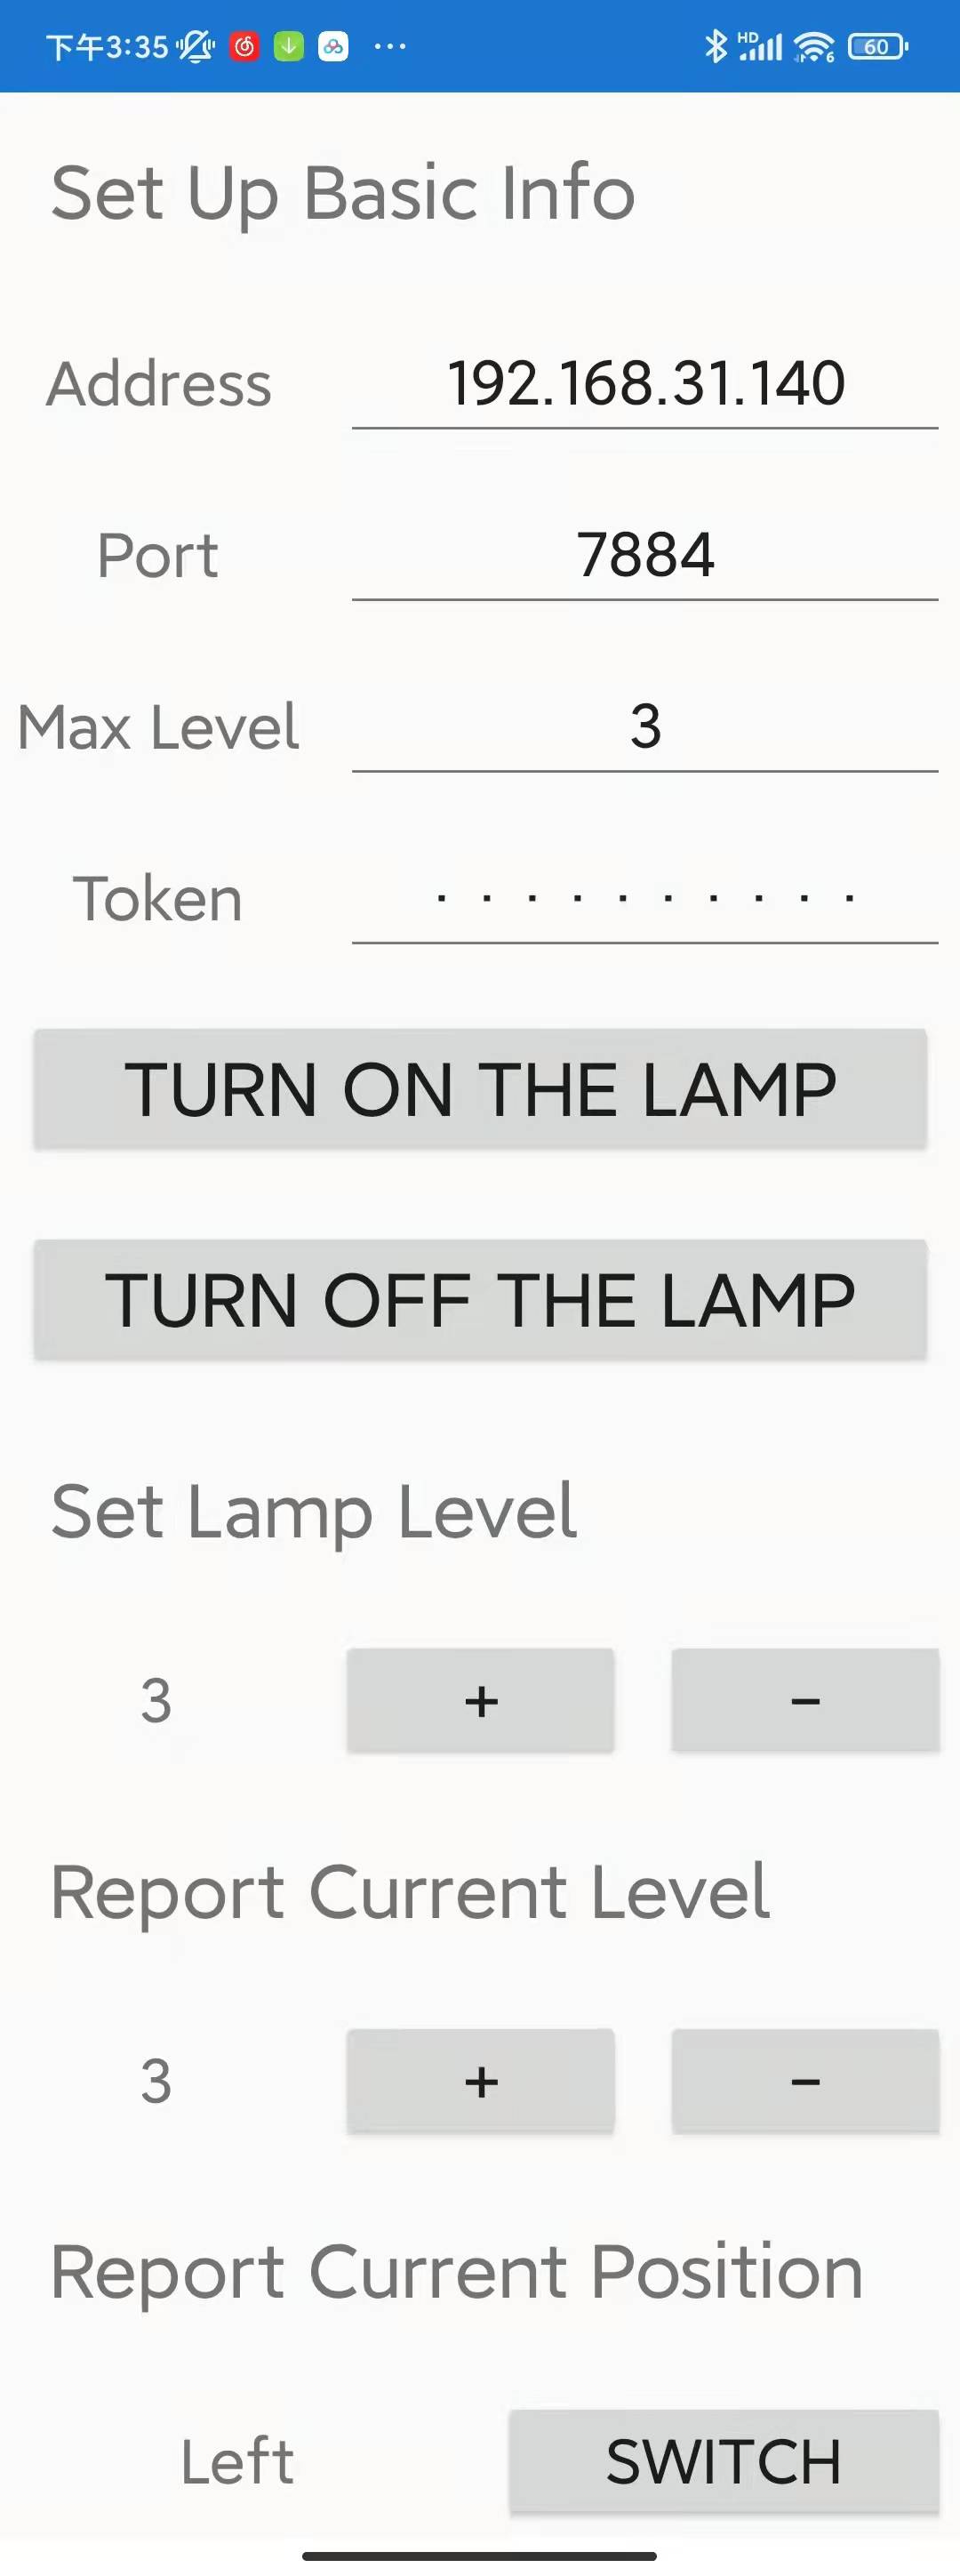 下午3:35
HD
6
60
Set Up Basic Info
Address 192.168.31.140
Port 7884
Max Level 3
Token ··········
TURN ON THE LAMP
TURN OFF THE LAMP
Set Lamp Level
3 + −
Report Current Level
3 + −
Report Current Position
Left SWITCH